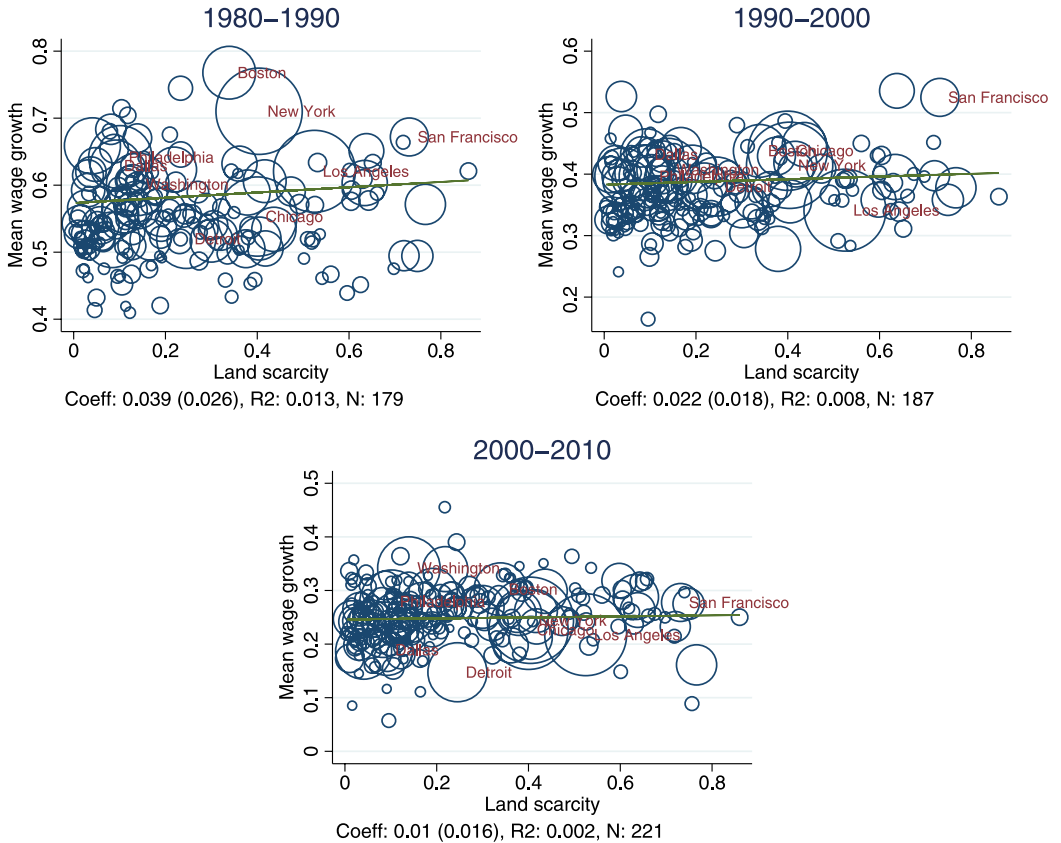 1980−1990
0.8
0.7
0.6
0.5
0.4
Mean wage growth
Boston
New York
San Francisco
Philadelphia
Dallas
Los Angeles
Washington
Chicago
Detroit
0 0.2 0.4 0.6 0.8
Land scarcity
Coeff: 0.039 (0.026), R2: 0.013, N: 179
1990−2000
0.6
0.5
0.4
0.3
0.2
Mean wage growth
San Francisco
Dallas
Boston
Chicago
New York
Washington
Detroit
Los Angeles
0 0.2 0.4 0.6 0.8
Land scarcity
Coeff: 0.022 (0.018), R2: 0.008, N: 187
2000−2010
0.5
0.4
0.3
0.2
0.1
0
Mean wage growth
Washington
Boston
Philadelphia
San Francisco
New York
Chicago
Los Angeles
Dallas
Detroit
0 0.2 0.4 0.6 0.8
Land scarcity
Coeff: 0.01 (0.016), R2: 0.002, N: 221